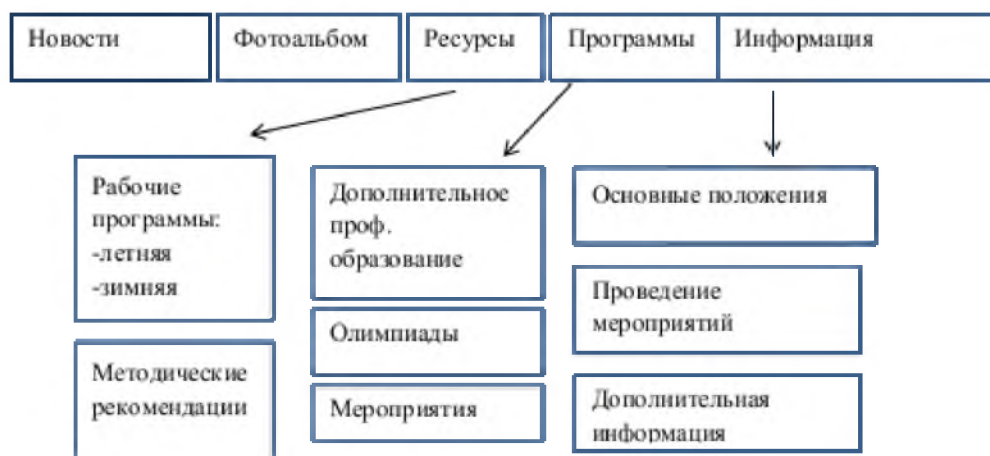 Новости
Фотоальбом
Ресурсы
Программы
Информация
Рабочие
программы:
-летняя
-зимняя
Методические
рекомендации
Дополнительное
проф.
образование
Олимпиады
Мероприятия
Основные положения
Проведение
мероприятий
Дополнительная
информация